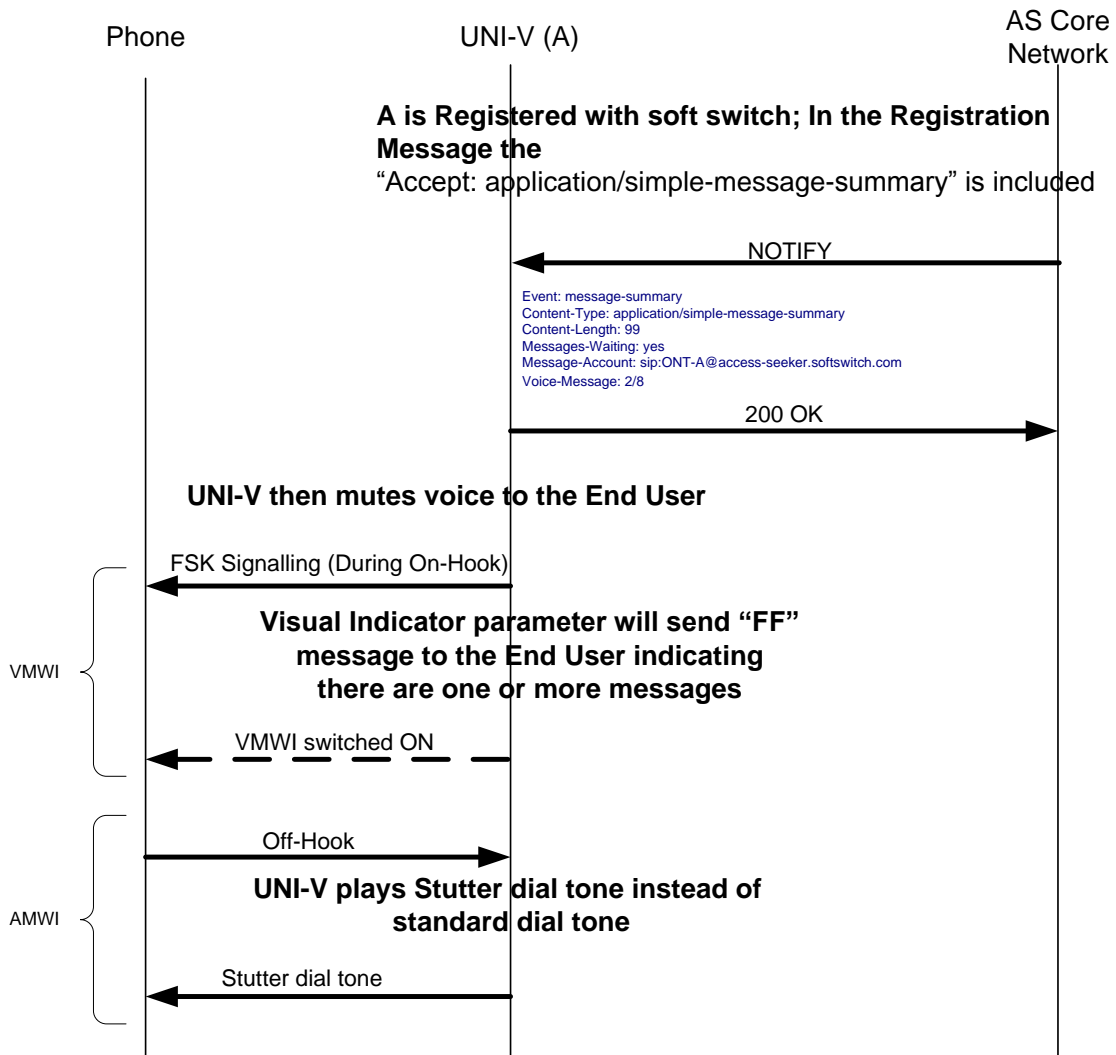 Phone
UNI-V (A)
AS Core
Network
A is Registered with soft switch; In the Registration
Message the
“Accept: application/simple-message-summary” is included
NOTIFY
Event: message-summary
Content-Type: application/simple-message-summary
Content-Length: 99
Messages-Waiting: yes
Message-Account: sip:ONT-A@access-seeker.softswitch.com
Voice-Message: 2/8
200 OK
UNI-V then mutes voice to the End User
FSK Signalling (During On-Hook)
Visual Indicator parameter will send “FF”
message to the End User indicating
there are one or more messages
VMWI
VMWI switched ON
Off-Hook
UNI-V plays Stutter dial tone instead of
standard dial tone
AMWI
Stutter dial tone